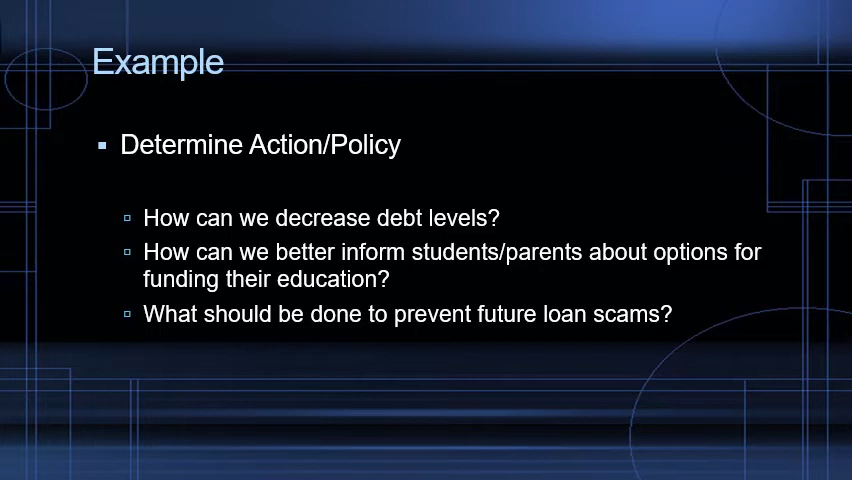 Example
Determine Action/Policy
How can we decrease debt levels?
How can we better inform students/parents about options for
funding their education?
What should be done to prevent future loan scams?